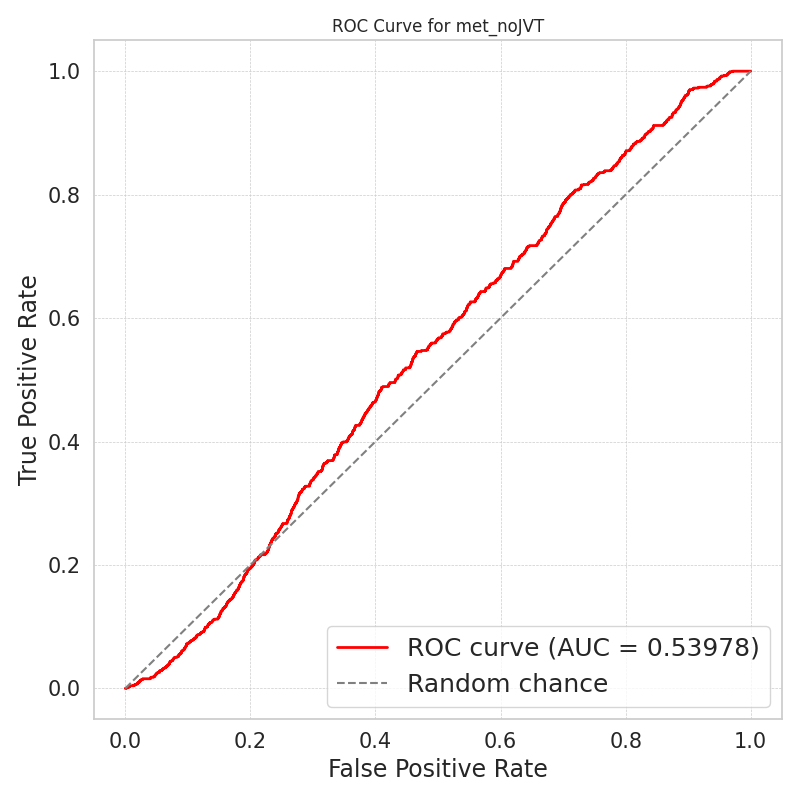 ROC Curve for met_noJVT
True Positive Rate
1.0
0.8
0.6
0.4
0.2
0.0
ROC curve (AUC = 0.53978)
Random chance
0.0 0.2 0.4 0.6 0.8 1.0
False Positive Rate